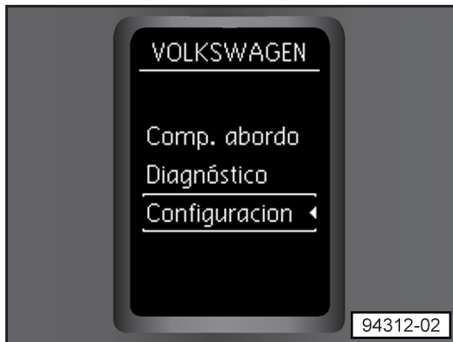 VOLKSWAGEN
Comp. abordo
Diagnóstico
Configuracion
94312-02